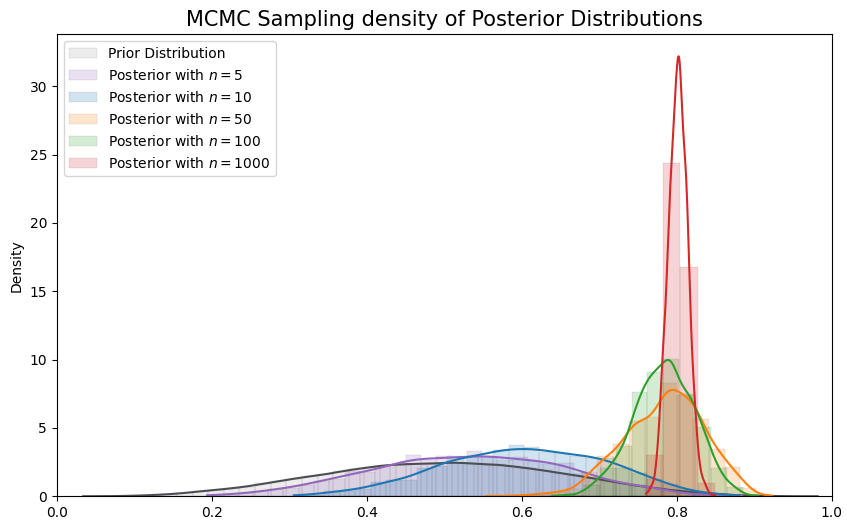 MCMC Sampling density of Posterior Distributions
Prior Distribution
Posterior with n = 5
Posterior with n = 10
Posterior with n = 50
Posterior with n = 100
Posterior with n = 1000
Density
30
25
20
15
10
5
0
0.0 0.2 0.4 0.6 0.8 1.0